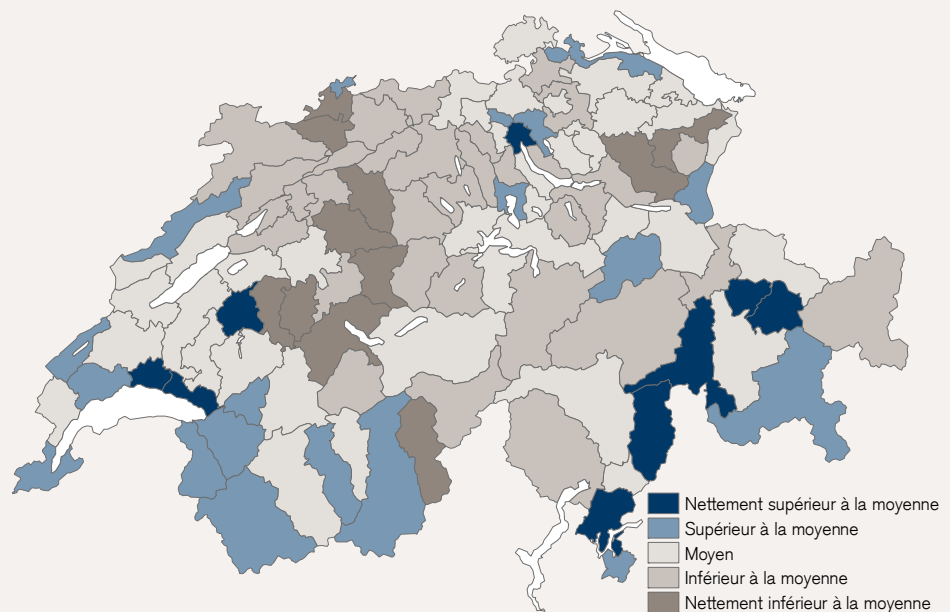 Nettement supérieur à la moyenne
Supérieur à la moyenne
Moyen
Inférieur à la moyenne
Nettement inférieur à la moyenne